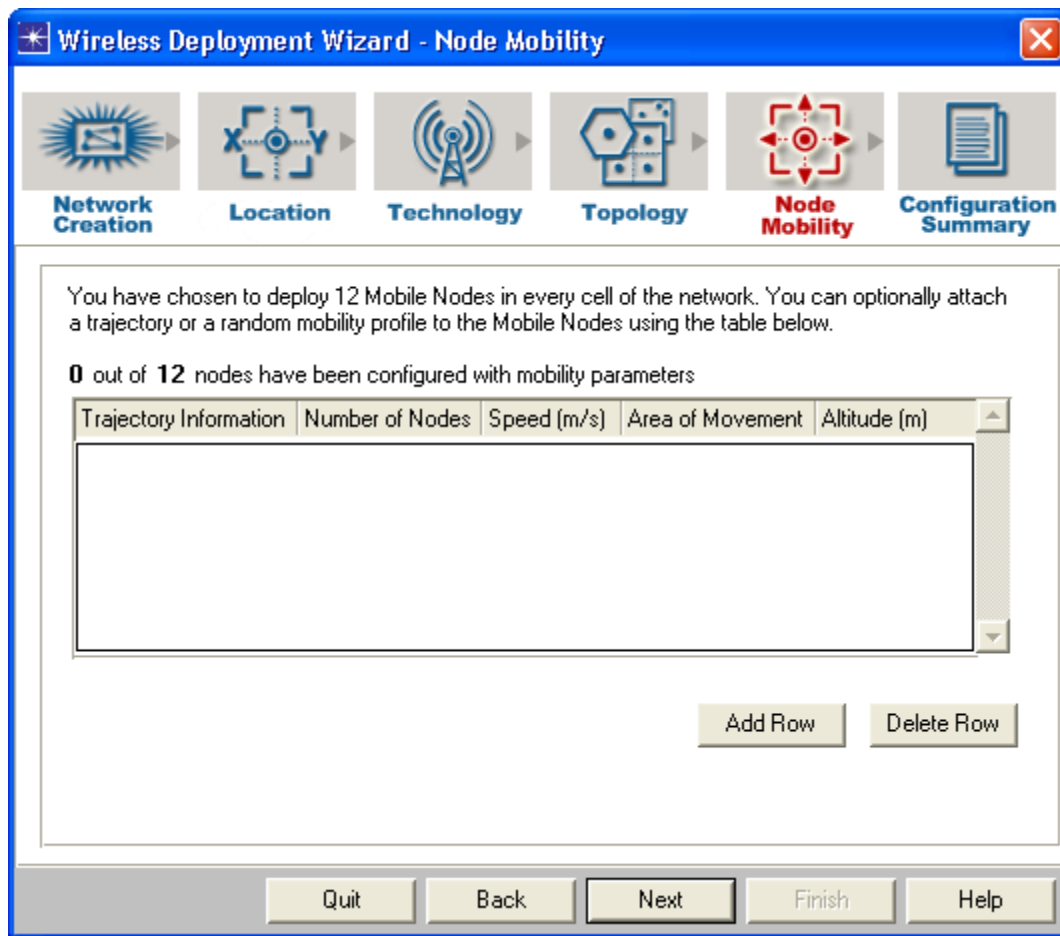 Wireless Deployment Wizard - Node Mobility
X Y
Network Creation
Location
Technology
Topology
Node Mobility
Configuration Summary
You have chosen to deploy 12 Mobile Nodes in every cell of the network. You can optionally attach
a trajectory or a random mobility profile to the Mobile Nodes using the table below.
0 out of 12 nodes have been configured with mobility parameters
Trajectory Information Number of Nodes Speed (m/s) Area of Movement Altitude (m)
Add Row Delete Row
Quit Back Next Finish Help